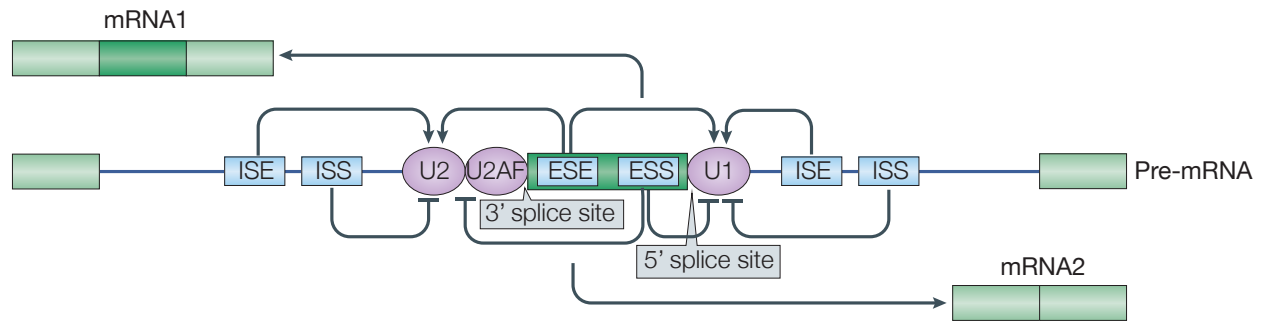 mRNA1
ISE
ISS
U2
U2AF
ESE
ESS
U1
ISE
ISS
Pre-mRNA
3' splice site
5' splice site
mRNA2